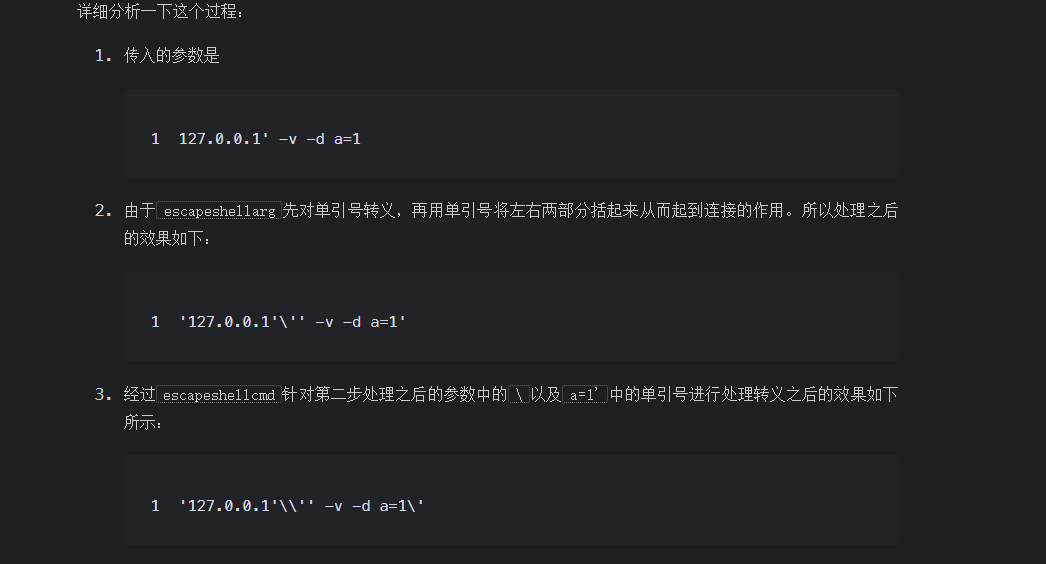 详细分析一下这个过程：
1. 传入的参数是
1 127.0.0.1' -v -d a=1
2. 由于 escapeshellarg 先对单引号转义，再用单引号将左右两部分括起来从而起到连接的作用。所以处理之后
的效果如下：
1 '127.0.0.1'\'' -v -d a=1'
3. 经过 escapeshellcmd 针对第二步处理之后的参数中的 \ 以及 a=1' 中的单引号进行处理转义之后的效果如下
所示：
1 '127.0.0.1'\\'' -v -d a=1\'